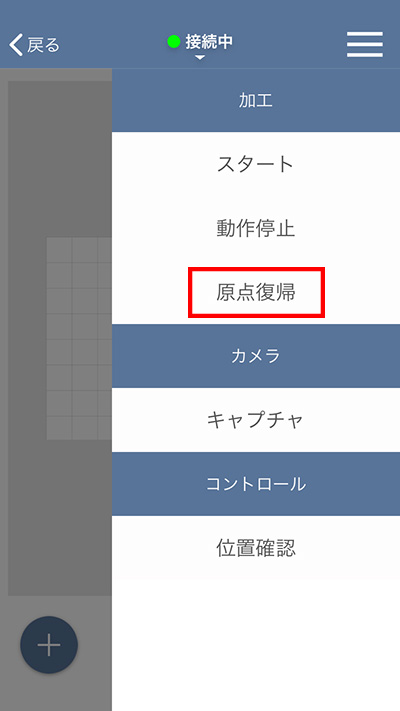 戻る
接続中
加工
スタート
動作停止
原点復帰
カメラ
キャプチャ
コントロール
位置確認